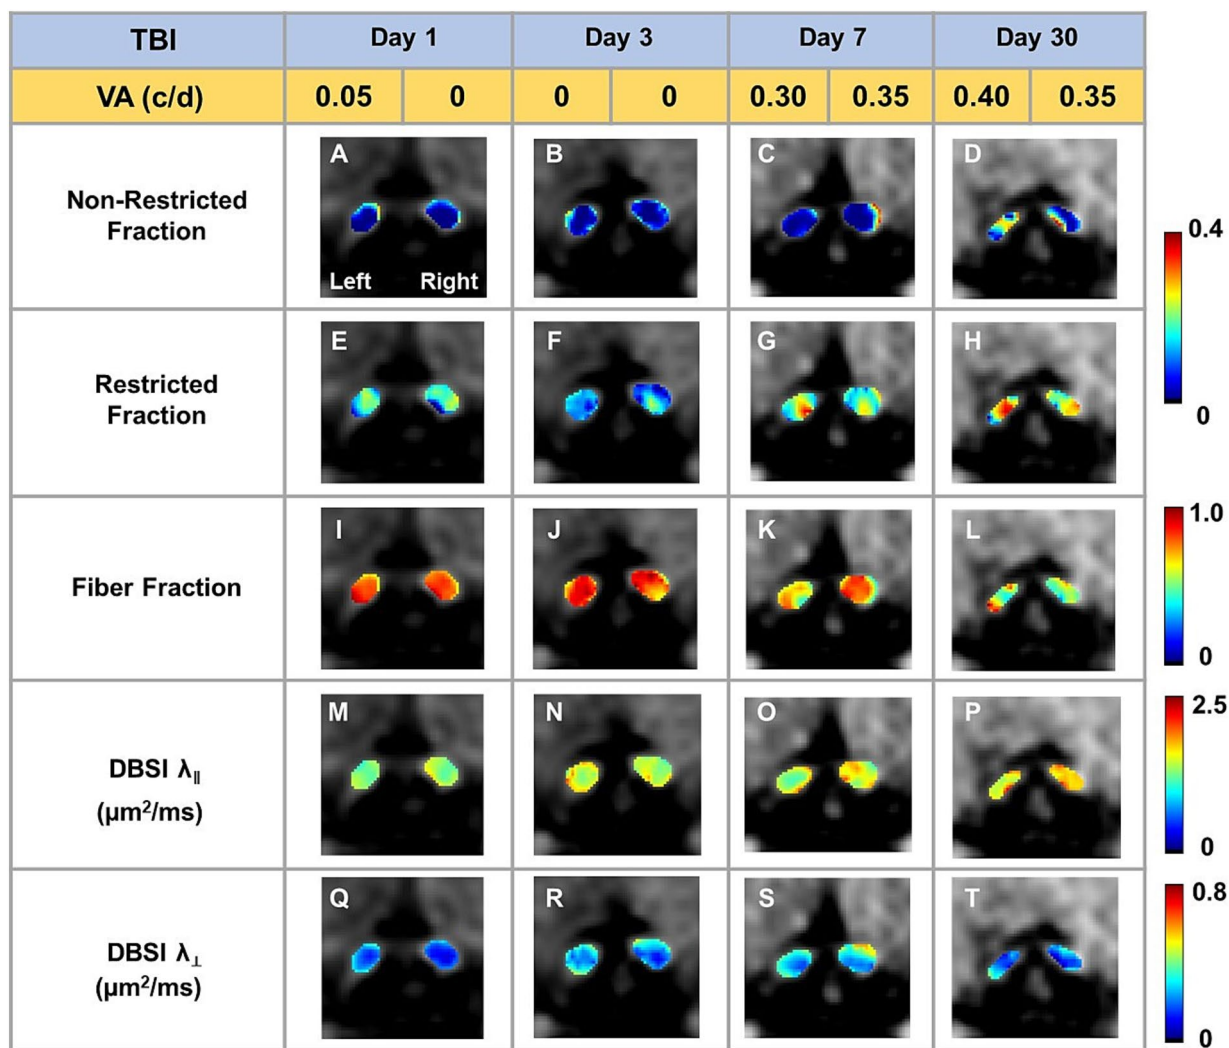 TBI Day 1 Day 3 Day 7 Day 30
VA (c/d) 0.05 0 0 0 0.30 0.35 0.40 0.35
A B C D
Non-Restricted
Fraction
Left Right
0.4
0
E F G H
Restricted
Fraction
I J K L
Fiber Fraction
1.0
0
M N O P
DBSI λ∥
(µm²/ms)
2.5
0
Q R S T
DBSI λ⊥
(µm²/ms)
0.8
0